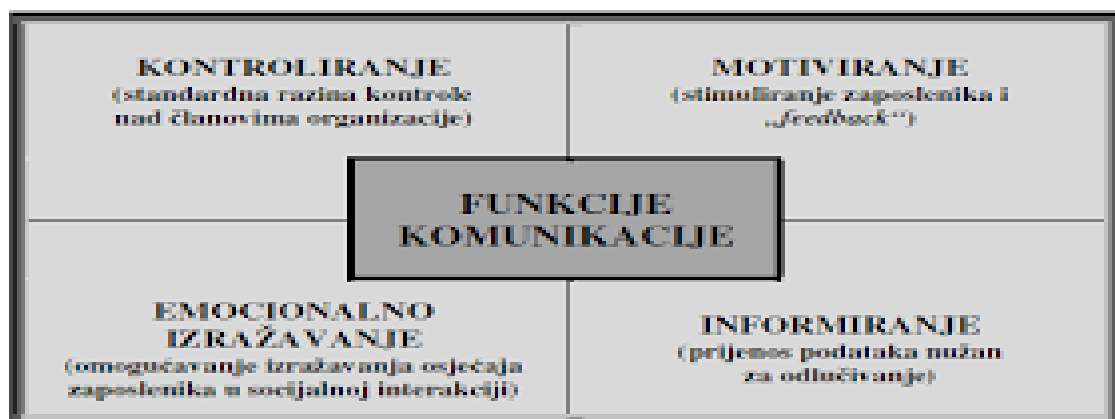 KONTROLIRANJE
(standardna razina kontrole
nad članovima organizacije)
MOTIVIRANJE
(stimuliranje zaposlenika i
„feedback“)
FUNKCIJE
KOMUNIKACIJE
EMOCIONALNO
IZRAŽAVANJE
(omogućavanje izražavanja osjećaja
zaposlenika u socijalnoj interakciji)
INFORMIRANJE
(prijenos podataka nužan
za odlučivanje)